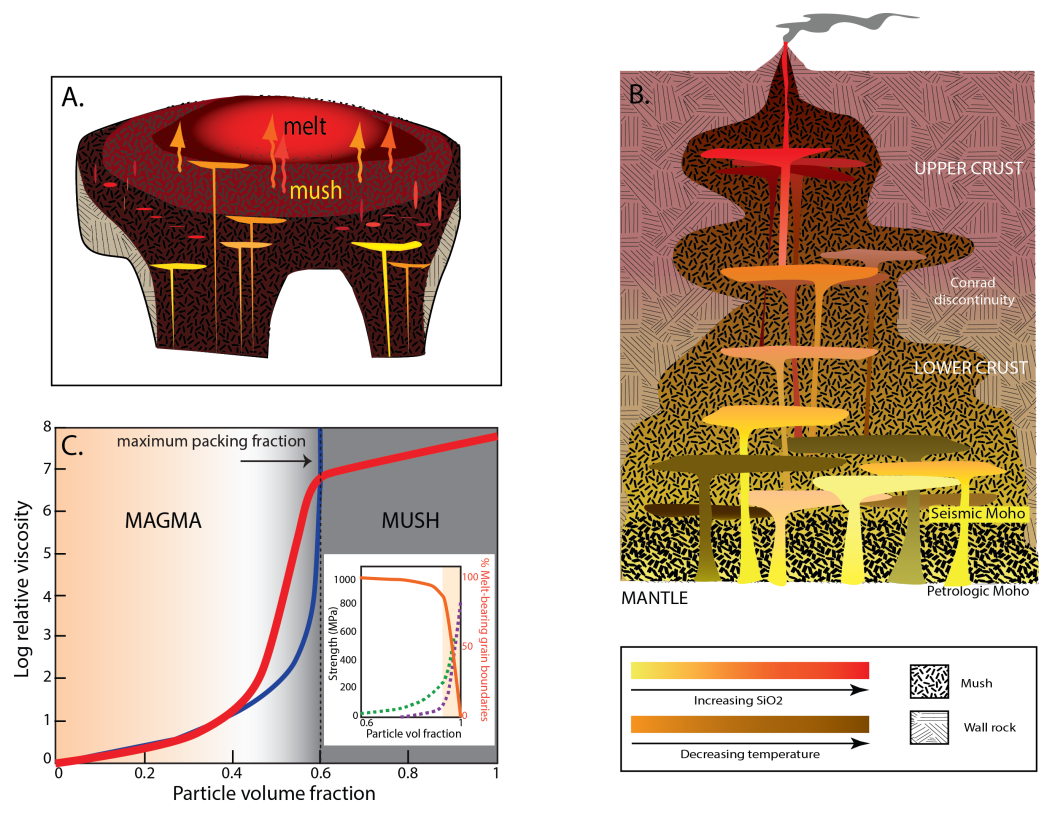 A.
melt
mush
B.
UPPER CRUST
Conrad
discontinuity
LOWER CRUST
Seismic Moho
Petrologic Moho
MANTLE
C.
maximum packing fraction
MAGMA
MUSH
Log relative viscosity
8
7
6
5
4
3
2
1
0
0
0.2
0.4
0.6
0.8
1
Particle volume fraction
Strength (MPa)
1000
800
600
400
200
0
0.6
1
Particle vol fraction
100
50
0
% Melt-bearing grain
boundaries
Increasing SiO2
Decreasing temperature
Mush
Wall rock